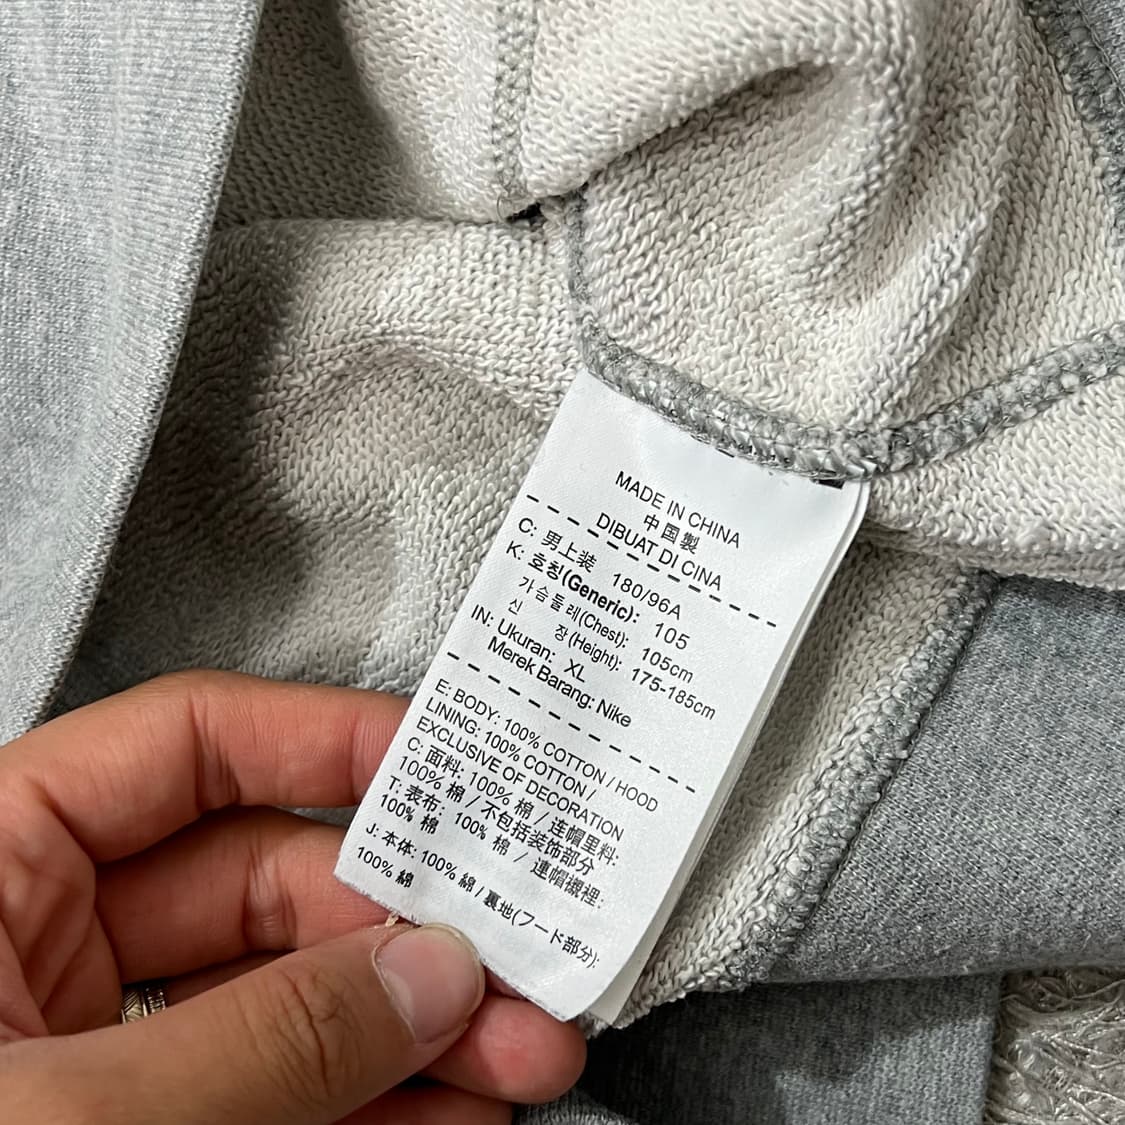 MADE IN CHINA
中国製
DIBUAT DI CINA
C: 男上装 180/96A
K: 호칭(Generic): 105
가슴둘레(Chest): 105cm
신 장(Height): 175-185cm
IN: Ukuran: XL
Merek Barang: Nike
E: BODY: 100% COTTON / HOOD
LINING: 100% COTTON /
EXCLUSIVE OF DECORATION
C: 面料: 100% 棉 / 连帽里料:
100% 棉 / 不包括装饰部分
T: 表布: 100% 棉 / 連帽襯裡:
100% 棉
J: 本体: 100% 綿 / 裏地(フード部分):
100% 綿